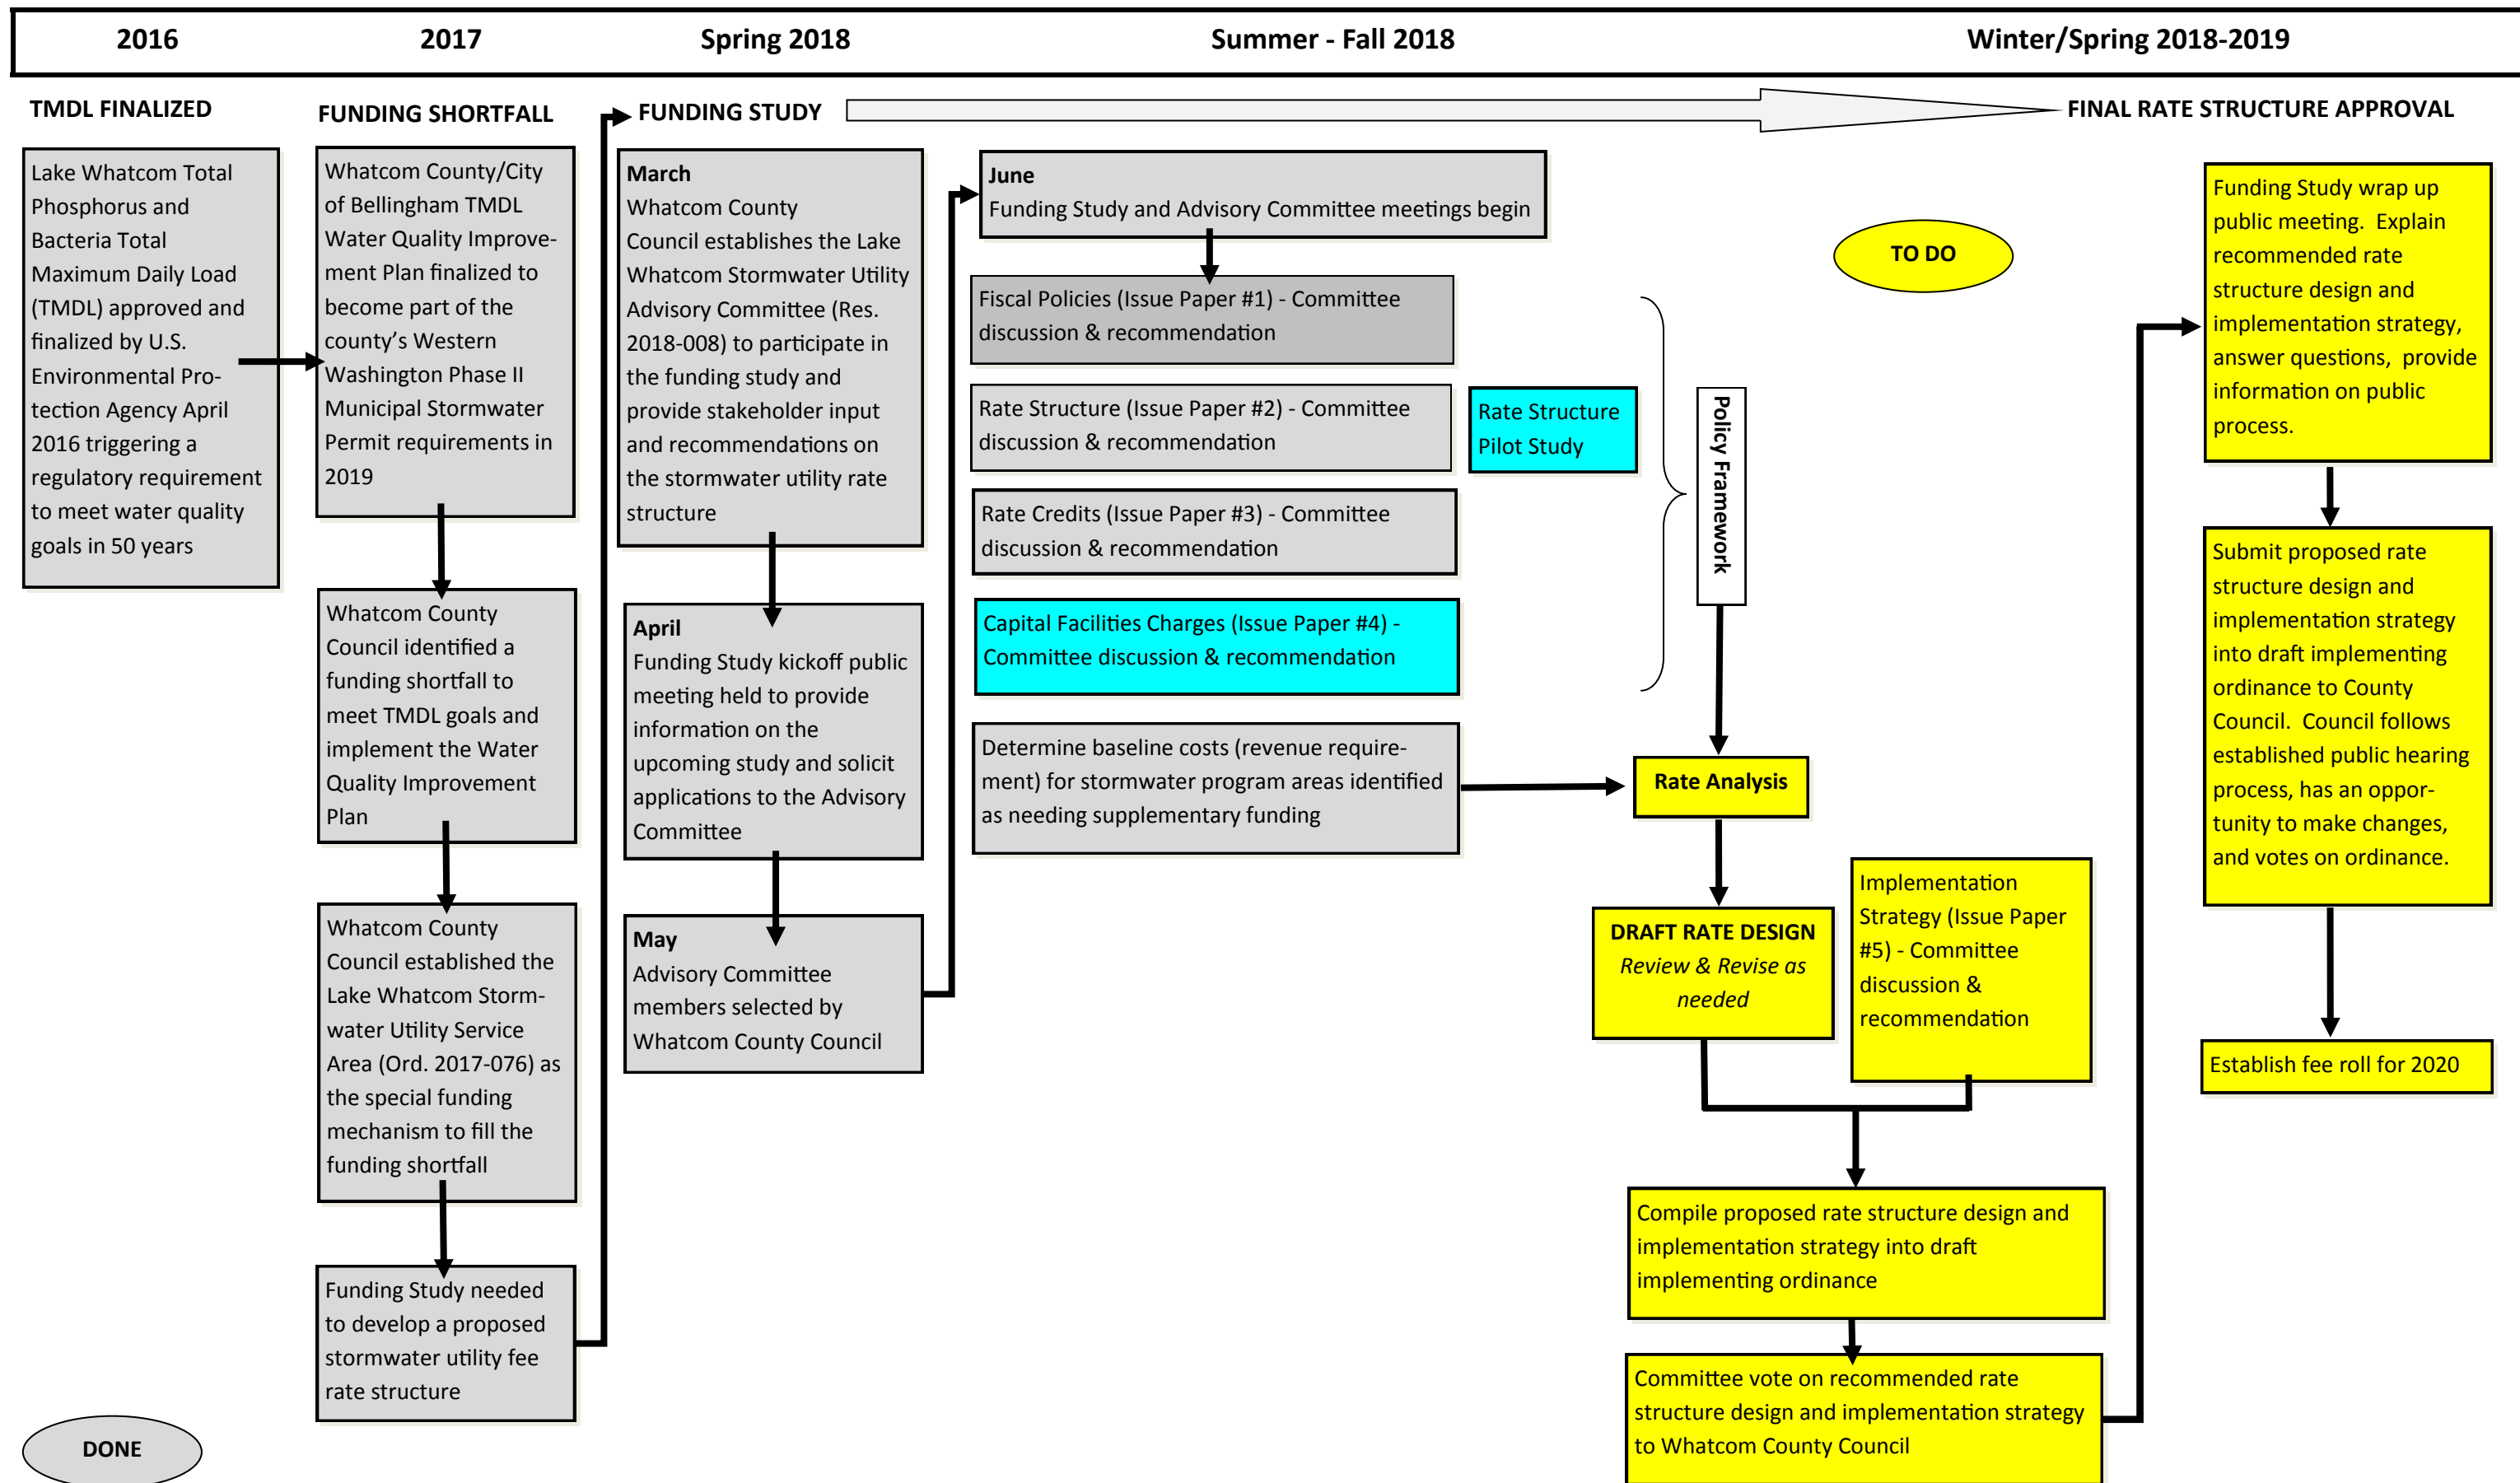 2016
2017
Spring 2018
Summer - Fall 2018
Winter/Spring 2018-2019
TMDL FINALIZED
FUNDING SHORTFALL
FUNDING STUDY
FINAL RATE STRUCTURE APPROVAL
Lake Whatcom Total
Phosphorus and
Bacteria Total
Maximum Daily Load
(TMDL) approved and
finalized by U.S.
Environmental Pro-
tection Agency April
2016 triggering a
regulatory requirement
to meet water quality
goals in 50 years
DONE
Whatcom County/City
of Bellingham TMDL
Water Quality Improve-
ment Plan finalized to
become part of the
county's Western
Washington Phase II
Municipal Stormwater
Permit requirements in
2019
Whatcom County
Council identified a
funding shortfall to
meet TMDL goals and
implement the Water
Quality Improvement
Plan
Whatcom County
Council established the
Lake Whatcom Storm-
water Utility Service
Area (Ord. 2017-076) as
the special funding
mechanism to fill the
funding shortfall
Funding Study needed
to develop a proposed
stormwater utility fee
rate structure
March
Whatcom County
Council establishes the Lake
Whatcom Stormwater Utility
Advisory Committee (Res.
2018-008) to participate in
the funding study and
provide stakeholder input
and recommendations on
the stormwater utility rate
structure
April
Funding Study kickoff public
meeting held to provide
information on the
upcoming study and solicit
applications to the Advisory
Committee
May
Advisory Committee
members selected by
Whatcom County Council
June
Funding Study and Advisory Committee meetings begin
Fiscal Policies (Issue Paper #1) - Committee
discussion & recommendation
Rate Structure (Issue Paper #2) - Committee
discussion & recommendation
Rate Structure
Pilot Study
Rate Credits (Issue Paper #3) - Committee
discussion & recommendation
Capital Facilities Charges (Issue Paper #4) -
Committee discussion & recommendation
Determine baseline costs (revenue require-
ment) for stormwater program areas identified
as needing supplementary funding
Policy Framework
TO DO
Rate Analysis
DRAFT RATE DESIGN
Review & Revise as
needed
Implementation
Strategy (Issue Paper
#5) - Committee
discussion &
recommendation
Compile proposed rate structure design and
implementation strategy into draft
implementing ordinance
Committee vote on recommended rate
structure design and implementation strategy
to Whatcom County Council
Funding Study wrap up
public meeting.  Explain
recommended rate
structure design and
implementation strategy,
answer questions,  provide
information on public
process.
Submit proposed rate
structure design and
implementation strategy
into draft implementing
ordinance to County
Council.  Council follows
established public hearing
process, has an oppor-
tunity to make changes,
and votes on ordinance.
Establish fee roll for 2020